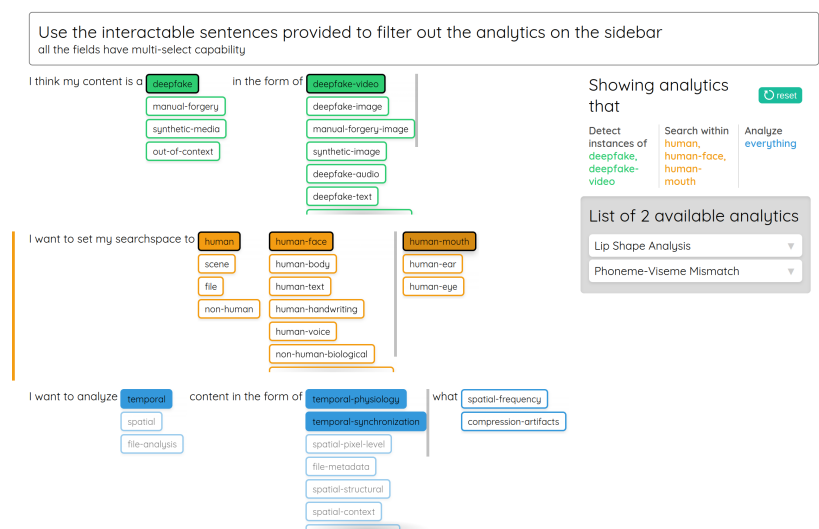 Use the interactable sentences provided to filter out the analytics on the sidebar
all the fields have multi-select capability
I think my content is a deepfake in the form of deepfake-video
manual-forgery deepfake-image
synthetic-media manual-forgery-image
out-of-context synthetic-image
deepfake-audio
deepfake-text
Showing analytics that
reset
Detect instances of deepfake, deepfake-video
Search within human, human-face, human-mouth
Analyze everything
List of 2 available analytics
Lip Shape Analysis
Phoneme-Viseme Mismatch
I want to set my searchspace to human human-face human-mouth
scene human-body human-ear
file human-text human-eye
non-human human-handwriting
human-voice
non-human-biological
I want to analyze temporal content in the form of temporal-physiology what spatial-frequency
spatial temporal-synchronization compression-artifacts
file-analysis spatial-pixel-level
file-metadata
spatial-structural
spatial-context